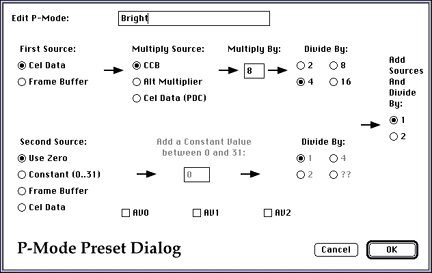 Edit P-Mode: Bright
First Source: Multiply Source: Multiply By: Divide By:
Cel Data CCB 8 2 8
Frame Buffer Alt Multiplier 4 16
Cel Data (PDC)
Add
Sources
And
Divide
By:
1
2
Second Source: Add a Constant Value
between 0 and 31: Divide By:
Use Zero 0 1 4
Constant (0..31) 2 ??
Frame Buffer
Cel Data AV0 AV1 AV2
P-Mode Preset Dialog Cancel OK